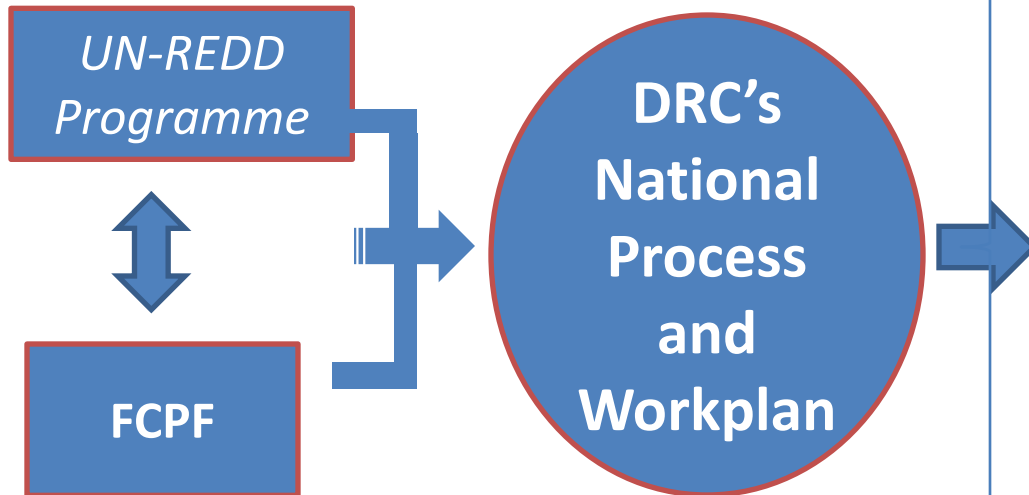 UN-REDD
Programme
FCPF
DRC’s
National
Process
and
Workplan